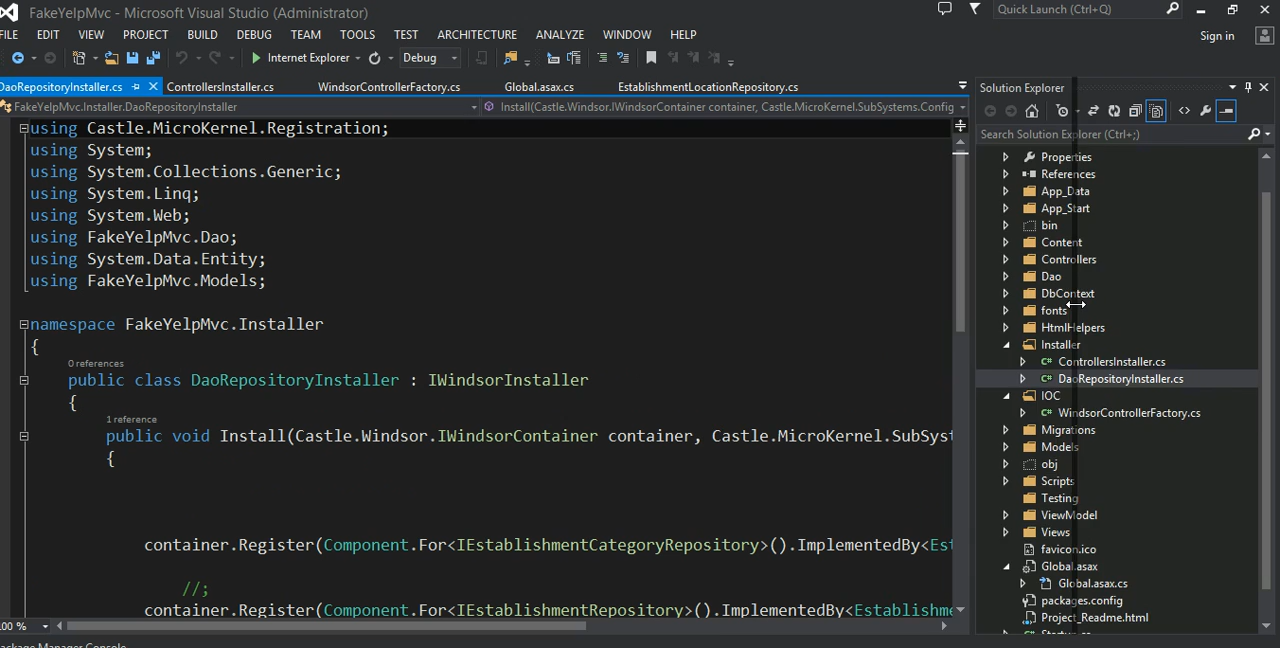 FakeYelpMvc - Microsoft Visual Studio (Administrator)
Quick Launch (Ctrl+Q)
FILE EDIT VIEW PROJECT BUILD DEBUG TEAM TOOLS TEST ARCHITECTURE ANALYZE WINDOW HELP
Sign in
Internet Explorer Debug
DaoRepositoryInstaller.cs ControllersInstaller.cs WindsorControllerFactory.cs Global.asax.cs EstablishmentLocationRepository.cs
FakeYelpMvc.Installer.DaoRepositoryInstaller Install(Castle.Windsor.IWindsorContainer container, Castle.MicroKernel.SubSystems.Config
using Castle.MicroKernel.Registration;
using System;
using System.Collections.Generic;
using System.Linq;
using System.Web;
using FakeYelpMvc.Dao;
using System.Data.Entity;
using FakeYelpMvc.Models;
namespace FakeYelpMvc.Installer
{
0 references
public class DaoRepositoryInstaller : IWindsorInstaller
{
1 reference
public void Install(Castle.Windsor.IWindsorContainer container, Castle.MicroKernel.SubSyst
{
container.Register(Component.For<IEstablishmentCategoryRepository>().ImplementedBy<Est
//;
container.Register(Component.For<IEstablishmentRepository>().ImplementedBy<Establishme
00 %
Package Manager Console
Solution Explorer
Search Solution Explorer (Ctrl+;)
Properties
References
App_Data
App_Start
bin
Content
Controllers
Dao
DbContext
fonts
HtmlHelpers
Installer
C# ControllersInstaller.cs
C# DaoRepositoryInstaller.cs
IOC
C# WindsorControllerFactory.cs
Migrations
Models
obj
Scripts
Testing
ViewModel
Views
favicon.ico
Global.asax
Global.asax.cs
packages.config
Project_Readme.html
C# Startup.cs